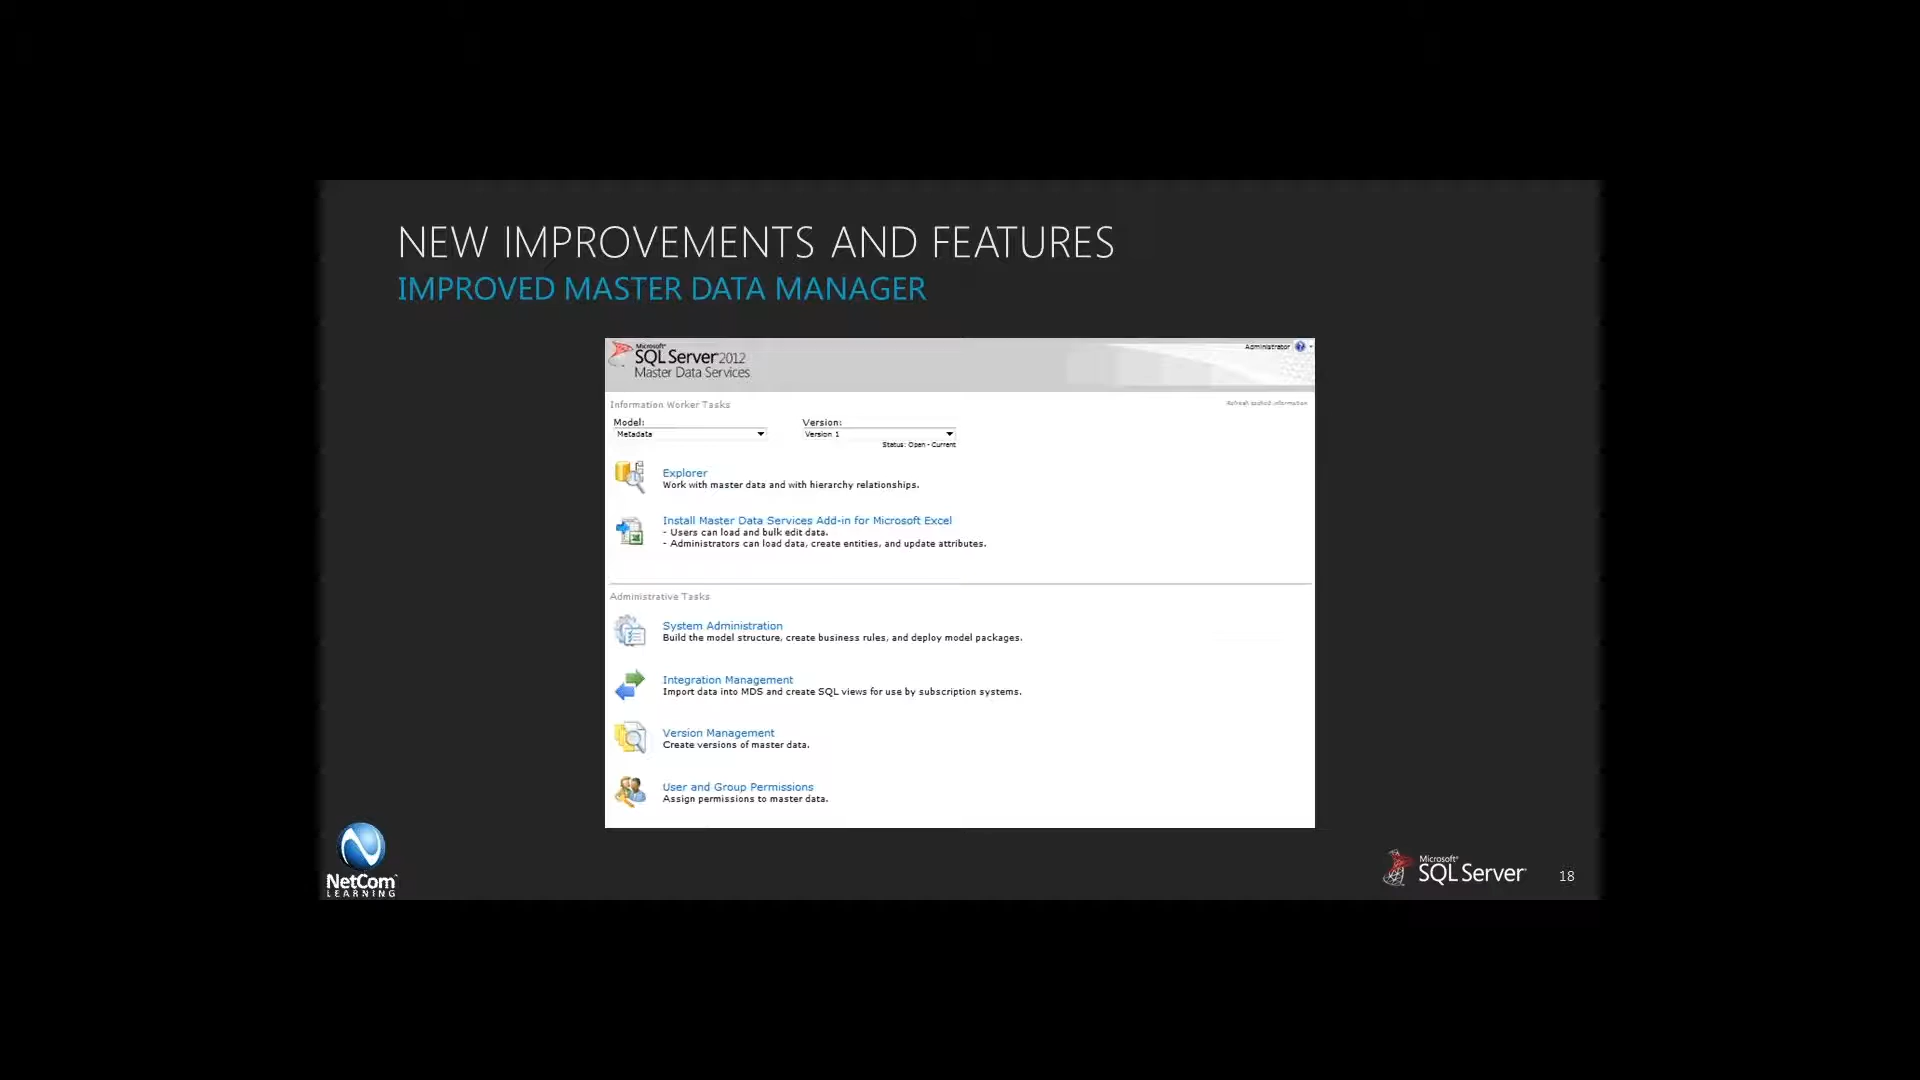 NEW IMPROVEMENTS AND FEATURES
IMPROVED MASTER DATA MANAGER
Microsoft®
SQL Server 2012
Master Data Services
Administrator
Information Worker Tasks
Refresh cached information
Model:
Version:
Metadata
Version 1
Status: Open - Current
Explorer
Work with master data and with hierarchy relationships.
Install Master Data Services Add-in for Microsoft Excel
- Users can load and bulk edit data.
- Administrators can load data, create entities, and update attributes.
Administrative Tasks
System Administration
Build the model structure, create business rules, and deploy model packages.
Integration Management
Import data into MDS and create SQL views for use by subscription systems.
Version Management
Create versions of master data.
User and Group Permissions
Assign permissions to master data.
NetCom
LEARNING
Microsoft®
SQL Server
18